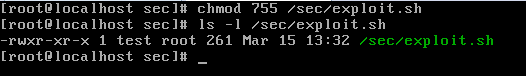 [root@localhost sec]# chmod 755 /sec/exploit.sh
[root@localhost sec]# ls -l /sec/exploit.sh
-rwxr-xr-x 1 test root 261 Mar 15 13:32 /sec/exploit.sh
[root@localhost sec]# _